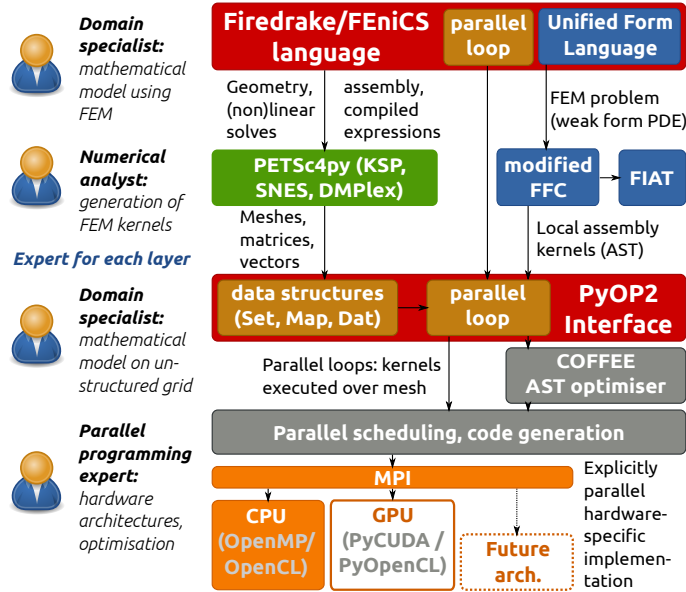 Domain
specialist:
mathematical
model using
FEM
Firedrake/FEniCS
language
parallel
loop
Unified Form
Language
Geometry,
(non)linear
solves
assembly,
compiled
expressions
FEM problem
(weak form PDE)
Numerical
analyst:
generation of
FEM kernels
PETSc4py (KSP,
SNES, DMPlex)
modified
FFC
FIAT
Meshes,
matrices,
vectors
Local assembly
kernels (AST)
Expert for each layer
Domain
specialist:
mathematical
model on un-
structured grid
data structures
(Set, Map, Dat)
parallel
loop
PyOP2
Interface
Parallel loops: kernels
executed over mesh
COFFEE
AST optimiser
Parallel
programming
expert:
hardware
architectures,
optimisation
Parallel scheduling, code generation
MPI
CPU
(OpenMP/
OpenCL)
GPU
(PyCUDA /
PyOpenCL)
Future
arch.
Explicitly
parallel
hardware-
specific
implemen-
tation